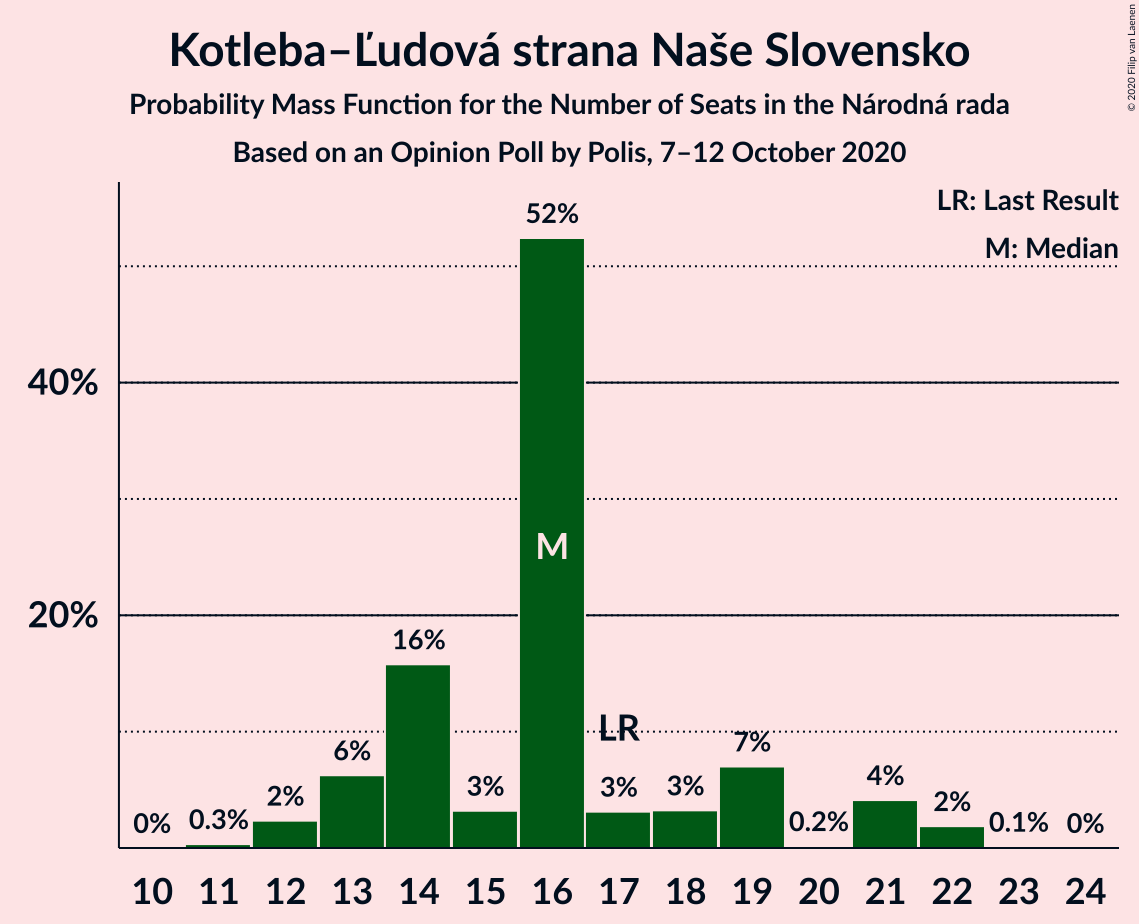 Kotleba–Ľudová strana Naše Slovensko
Probability Mass Function for the Number of Seats in the Národná rada
Based on an Opinion Poll by Polis, 7–12 October 2020
© 2020 Filip van Laenen
LR: Last Result
M: Median
52%
40%
M
20%
16%
LR
7%
6%
4%
3%
3%
3%
2%
2%
0%
0.3%
0.2%
0.1%
0%
10 11 12 13 14 15 16 17 18 19 20 21 22 23 24